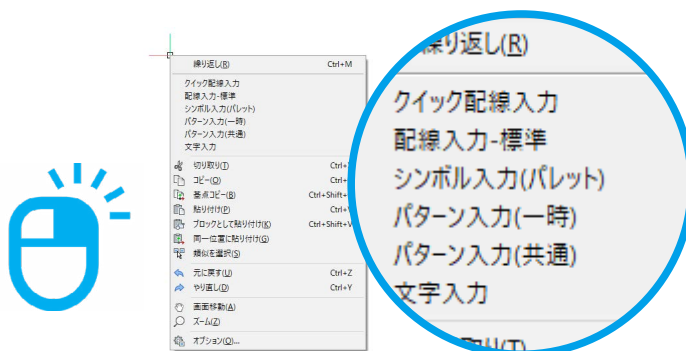 繰り返し(R) Ctrl+M
クイック配線入力
配線入力-標準
シンボル入力(パレット)
パターン入力(一時)
パターン入力(共通)
文字入力
切り取り(T) Ctrl+
コピー(O) Ctrl+
基点コピー(B) Ctrl+Shift+
貼り付け(P) Ctrl+
ブロックとして貼り付け(K) Ctrl+Shift+V
同一位置に貼り付け(G)
類似を選択(S)
元に戻す(U) Ctrl+Z
やり直し(D) Ctrl+Y
画面移動(A)
ズーム(Z)
オプション(O)...
繰り返し(R)
クイック配線入力
配線入力-標準
シンボル入力(パレット)
パターン入力(一時)
パターン入力(共通)
文字入力
取り(T)